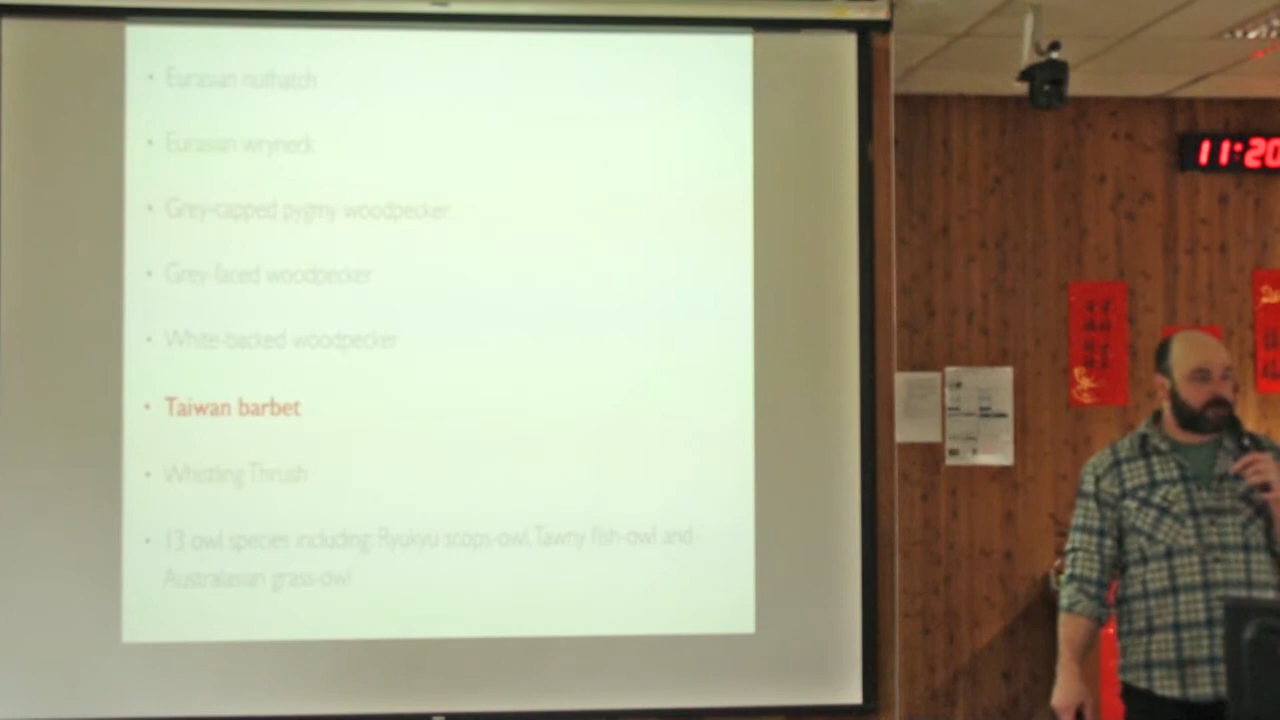 • Eurasian nuthatch
• Eurasian wryneck
• Grey-capped pygmy woodpecker
• Grey-faced woodpecker
• White-backed woodpecker
• Taiwan barbet
• Whistling Thrush
• 13 owl species including: Ryukyu scops-owl, Tawny fish-owl and
Australasian grass-owl
11:20